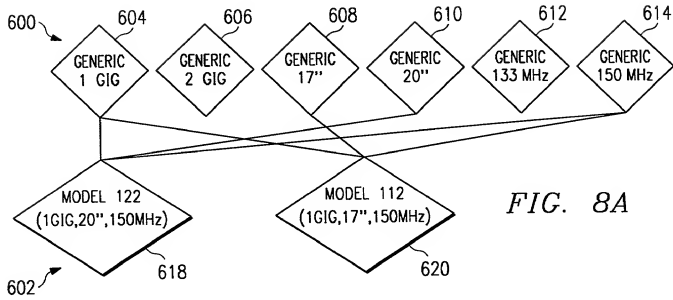 600
604
606
608
610
612
614
GENERIC
1 GIG
GENERIC
2 GIG
GENERIC
17"
GENERIC
20"
GENERIC
133 MHz
GENERIC
150 MHz
MODEL 122
(1GIG,20",150MHz)
MODEL 112
(1GIG,17",150MHz)
FIG. 8A
602
618
620